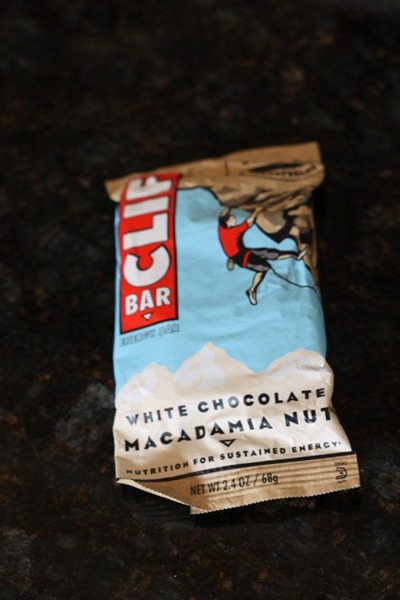 CLIF
BAR
ENERGY BAR
WHITE CHOCOLATE
MACADAMIA NUT
NUTRITION FOR SUSTAINED ENERGY®
NET WT 2.4 OZ / 68g